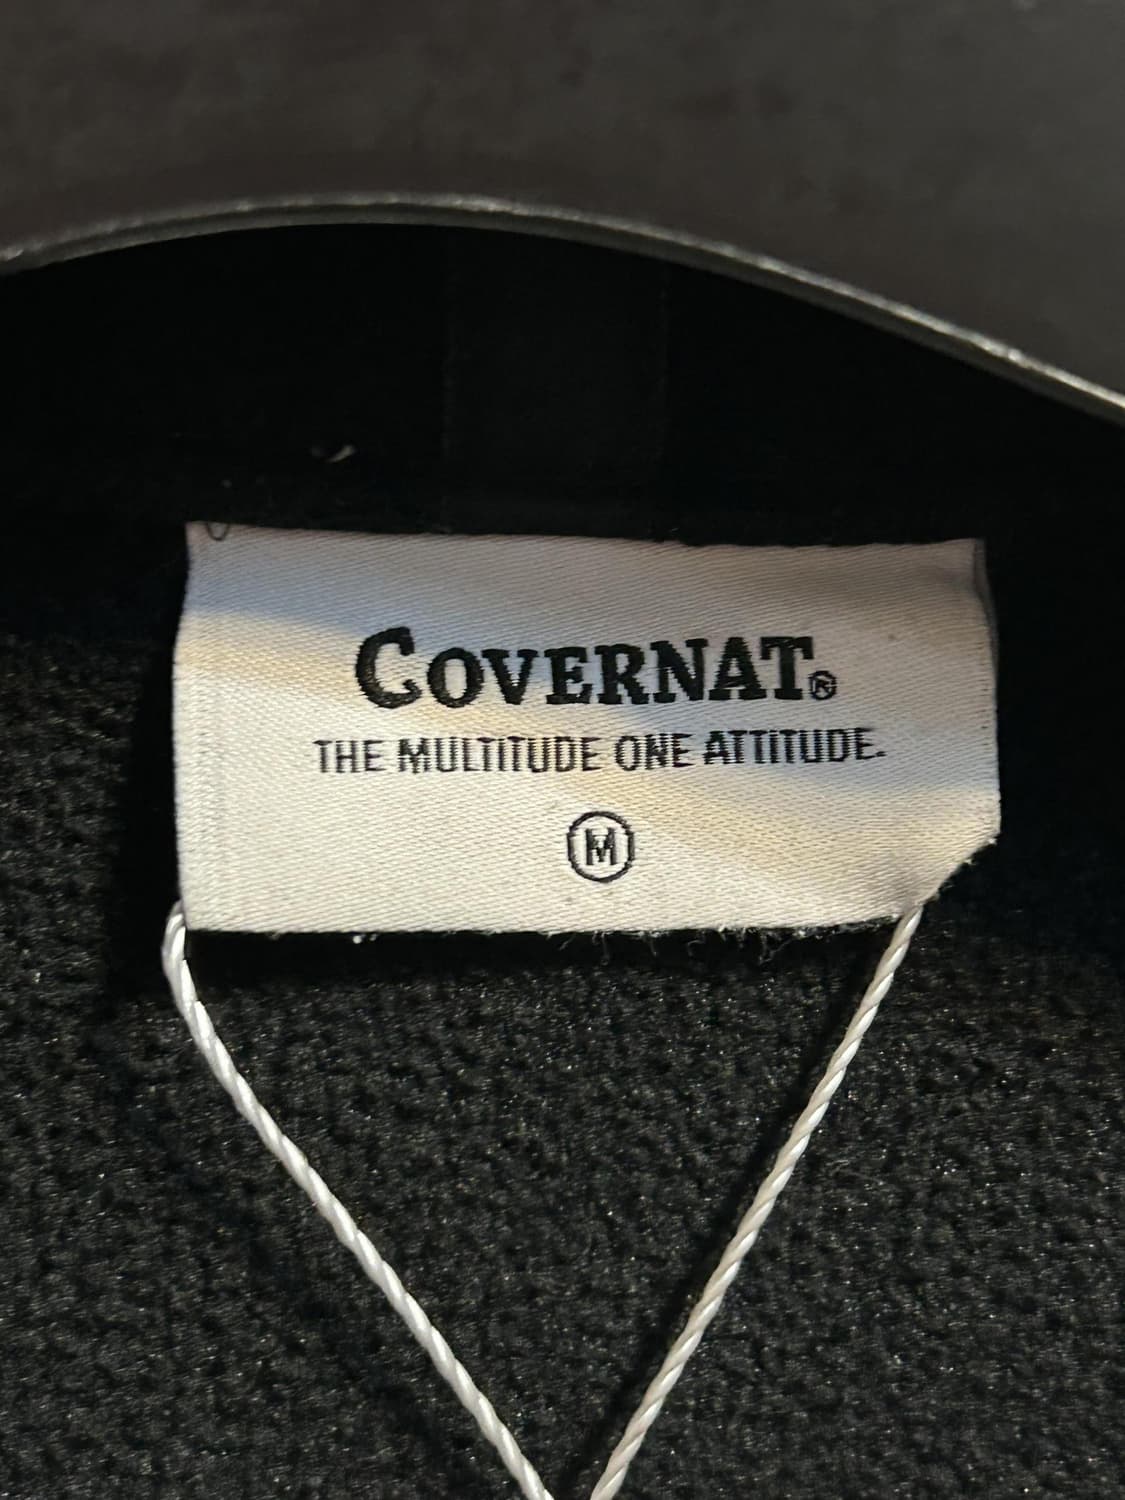 COVERNAT®
THE MULTITUDE ONE ATTITUDE.
M